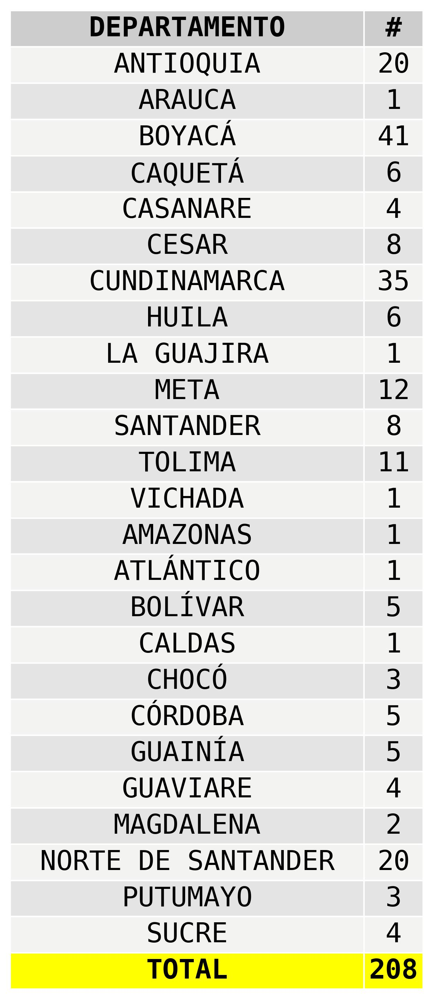 DEPARTAMENTO #
ANTIOQUIA 20
ARAUCA 1
BOYACÁ 41
CAQUETÁ 6
CASANARE 4
CESAR 8
CUNDINAMARCA 35
HUILA 6
LA GUAJIRA 1
META 12
SANTANDER 8
TOLIMA 11
VICHADA 1
AMAZONAS 1
ATLÁNTICO 1
BOLÍVAR 5
CALDAS 1
CHOCÓ 3
CÓRDOBA 5
GUAINÍA 5
GUAVIARE 4
MAGDALENA 2
NORTE DE SANTANDER 20
PUTUMAYO 3
SUCRE 4
TOTAL 208